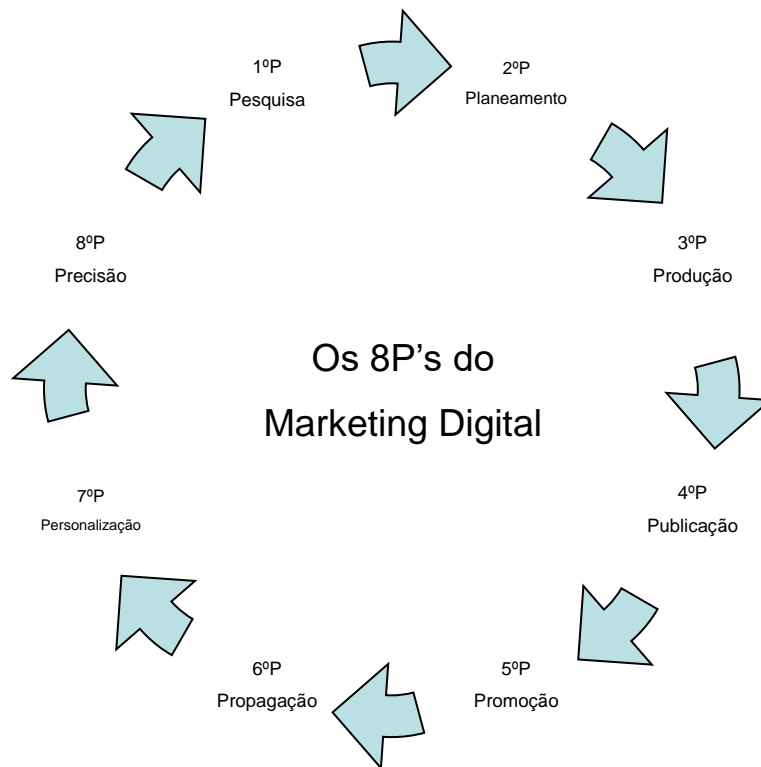 1ºP
Pesquisa
2ºP
Planeamento
3ºP
Produção
4ºP
Publicação
5ºP
Promoção
6ºP
Propagação
7ºP
Personalização
8ºP
Precisão
Os 8P’s do
Marketing Digital